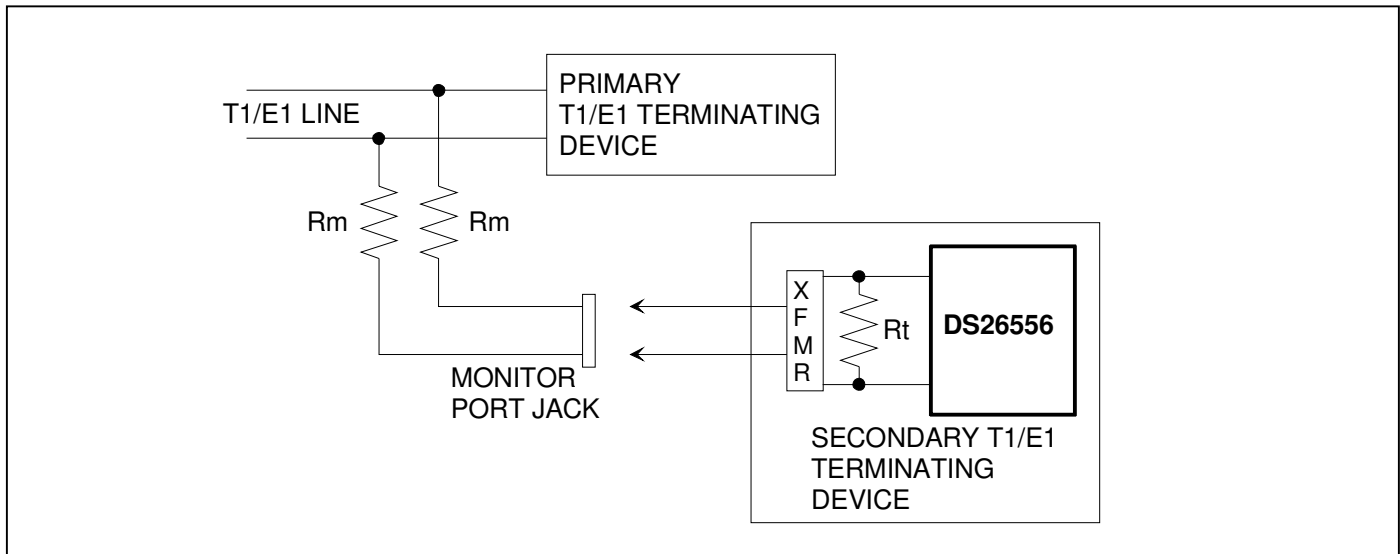 PRIMARY
T1/E1 TERMINATING
DEVICE
T1/E1 LINE
Rm
Rm
MONITOR
PORT JACK
X
F
M
R
Rt
DS26556
SECONDARY T1/E1
TERMINATING
DEVICE